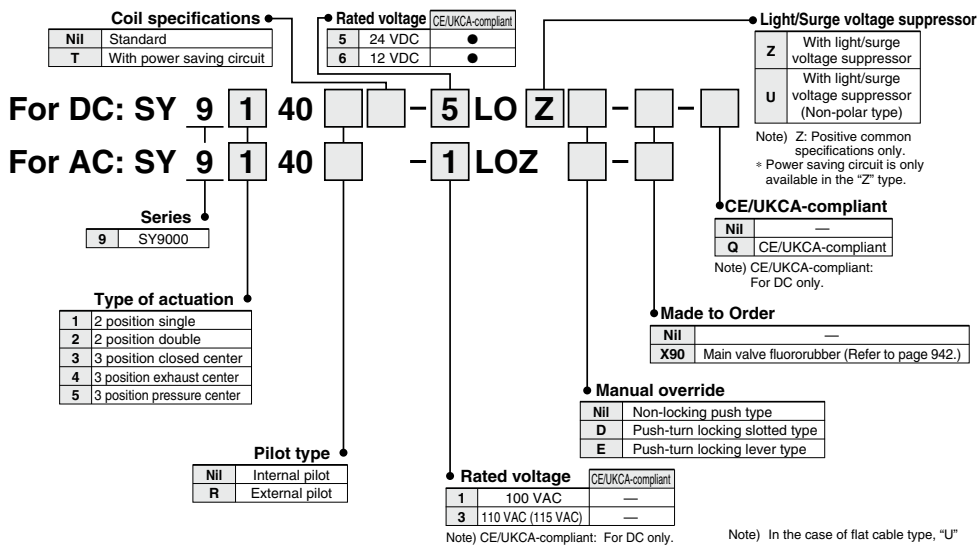 Coil specifications
Nil Standard
T With power saving circuit
Rated voltage CE/UKCA-compliant
5 24 VDC ●
6 12 VDC ●
Light/Surge voltage suppressor
Z With light/surge
voltage suppressor
U With light/surge
voltage suppressor
(Non-polar type)
Note) Z: Positive common
specifications only.
* Power saving circuit is only
available in the “Z” type.
For DC: SY 9 1 40 – 5 LO Z – –
For AC: SY 9 1 40 – 1 LOZ –
Series
9 SY9000
CE/UKCA-compliant
Nil —
Q CE/UKCA-compliant
Note) CE/UKCA-compliant:
For DC only.
Type of actuation
1 2 position single
2 2 position double
3 3 position closed center
4 3 position exhaust center
5 3 position pressure center
Made to Order
Nil —
X90 Main valve fluororubber (Refer to page 942.)
Manual override
Nil Non-locking push type
D Push-turn locking slotted type
E Push-turn locking lever type
Pilot type
Nil Internal pilot
R External pilot
Rated voltage CE/UKCA-compliant
1 100 VAC —
3 110 VAC (115 VAC) —
Note) CE/UKCA-compliant: For DC only.
Note) In the case of flat cable type, “U”